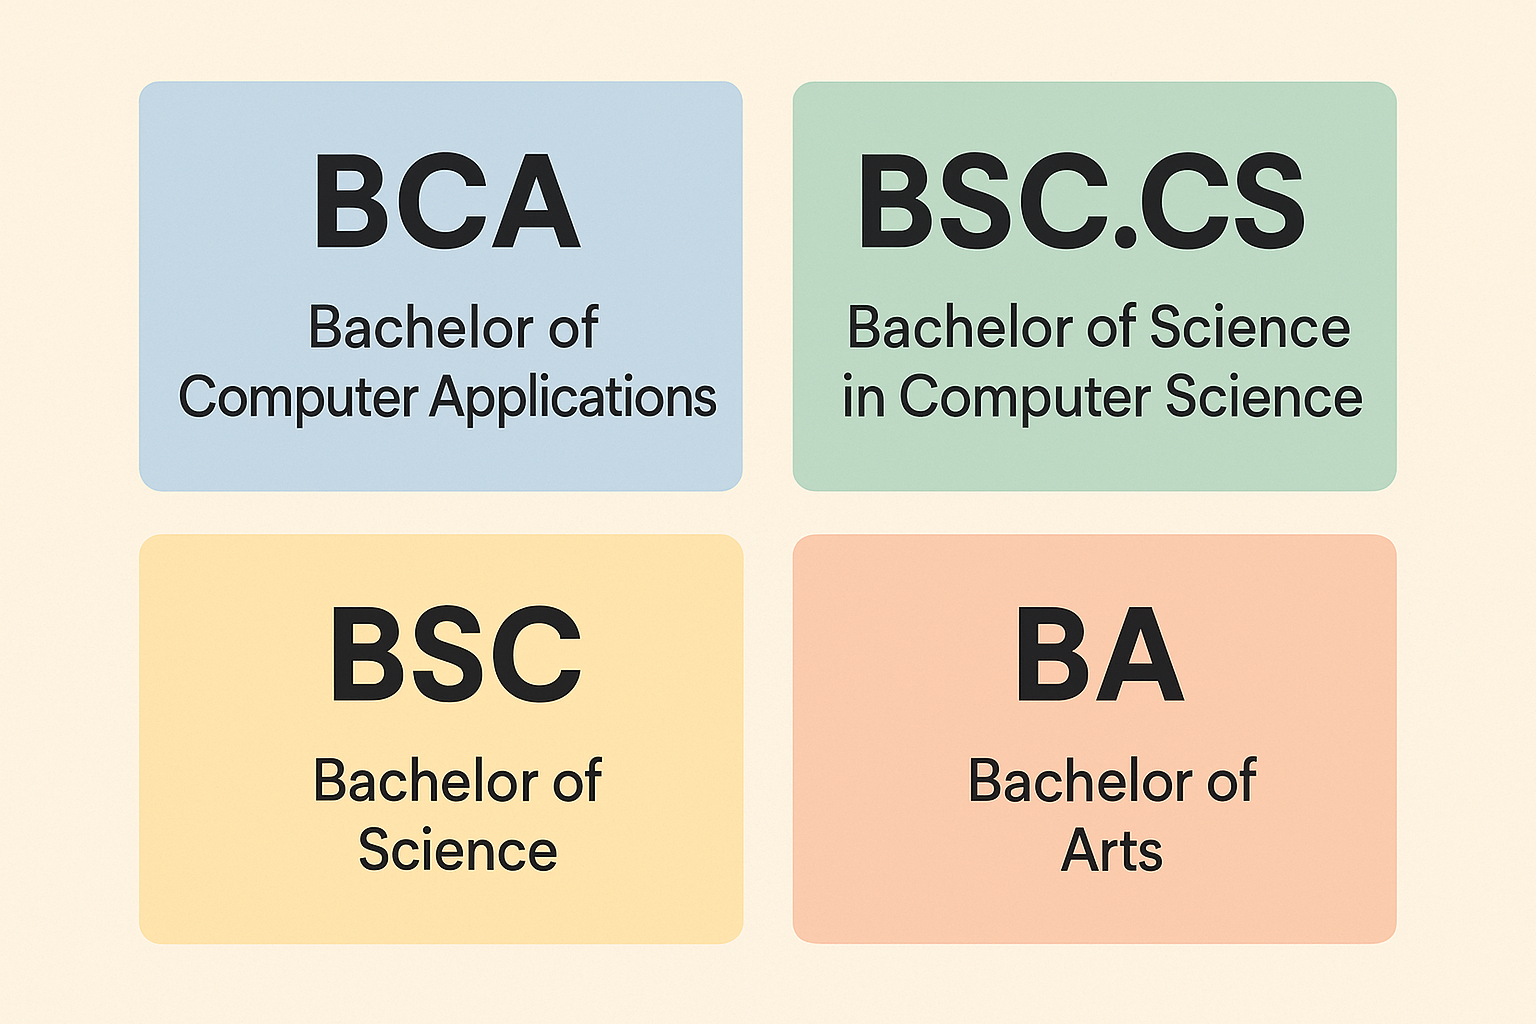 BCA
Bachelor of
Computer Applications
BSC.CS
Bachelor of Science
in Computer Science
BSC
Bachelor of
Science
BA
Bachelor of
Arts